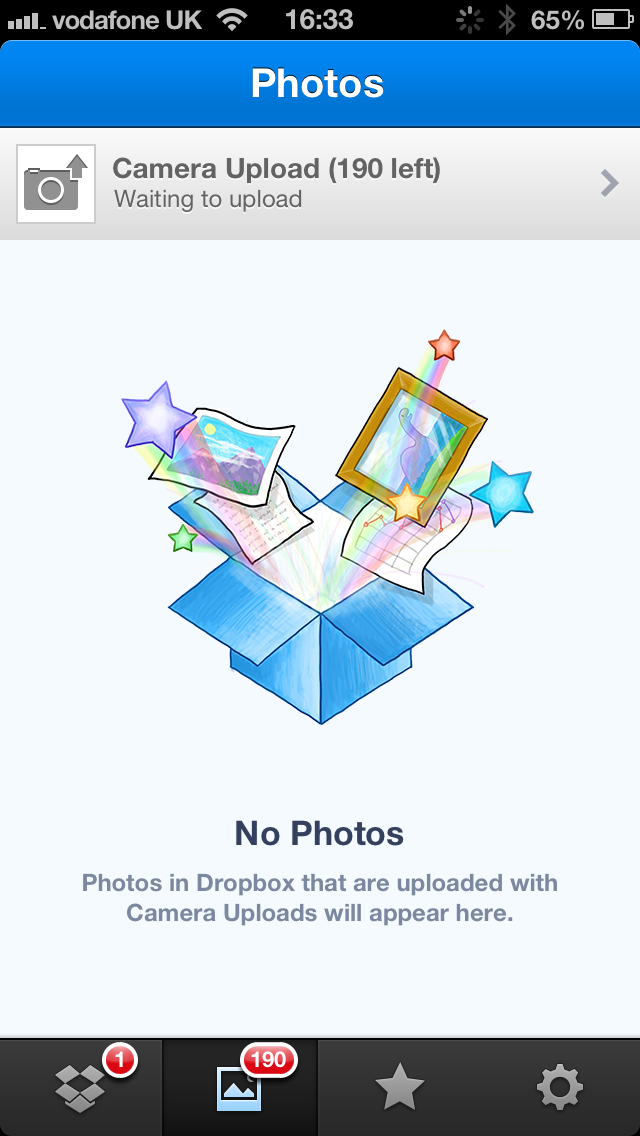 vodafone UK 16:33 65%
Photos
Camera Upload (190 left)
Waiting to upload
No Photos
Photos in Dropbox that are uploaded with
Camera Uploads will appear here.
1 190